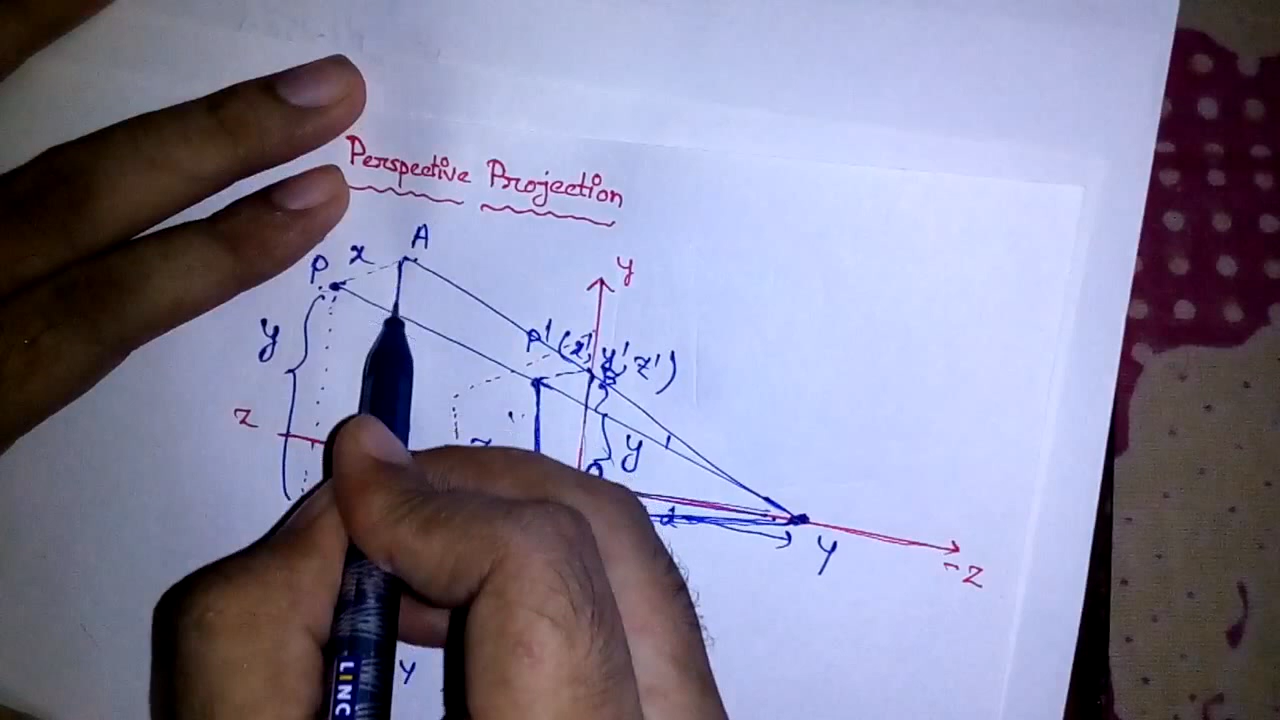 Perspective Projection
A
x
P
y
y
P' (x', y', z')
z
y'
d
Y
-z
Y
LINC